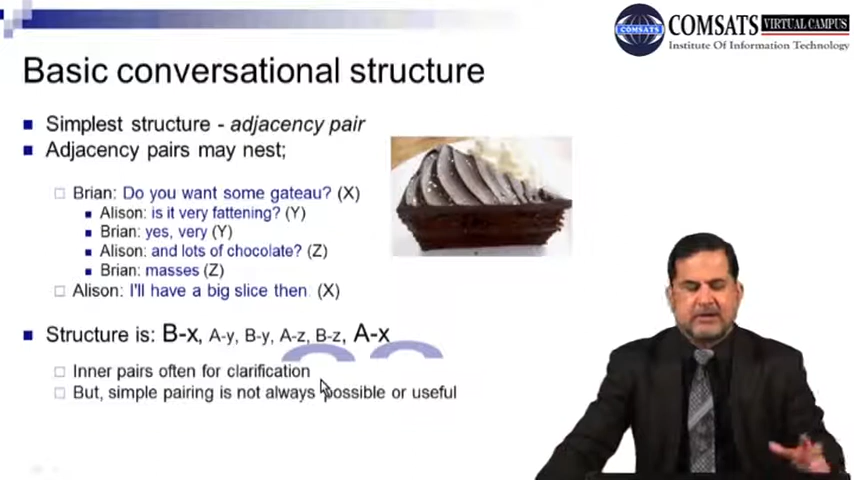 COMSATS
COMSATS VIRTUAL CAMPUS
Institute Of Information Technology
Basic conversational structure
Simplest structure - adjacency pair
Adjacency pairs may nest;
Brian: Do you want some gateau? (X)
Alison: is it very fattening? (Y)
Brian: yes, very (Y)
Alison: and lots of chocolate? (Z)
Brian: masses (Z)
Alison: I'll have a big slice then (X)
Structure is: B-x, A-y, B-y, A-z, B-z, A-x
Inner pairs often for clarification
But, simple pairing is not always possible or useful